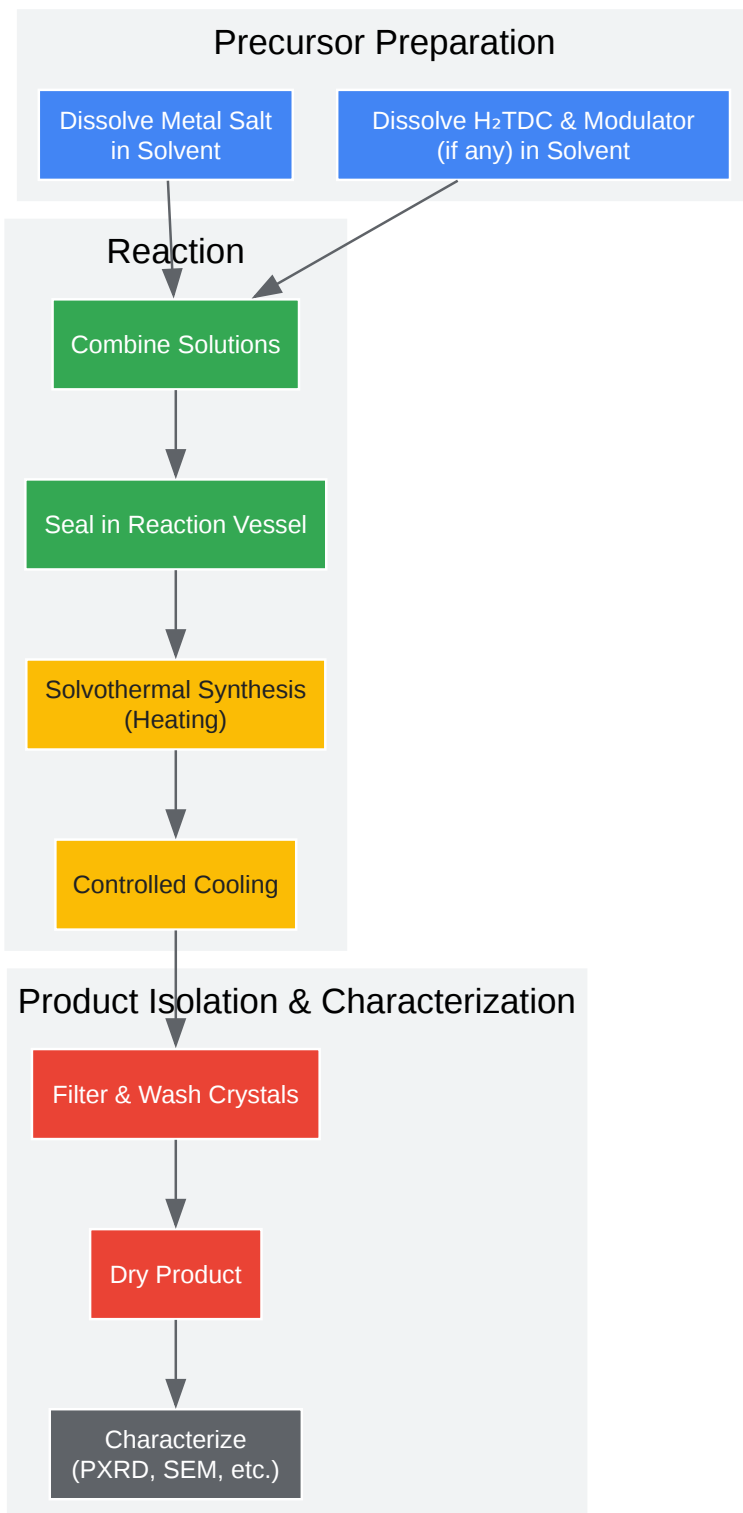 Precursor Preparation
Dissolve Metal Salt
in Solvent
Dissolve H₂TDC & Modulator
(if any) in Solvent
Reaction
Combine Solutions
Seal in Reaction Vessel
Solvothermal Synthesis
(Heating)
Controlled Cooling
Product Isolation & Characterization
Filter & Wash Crystals
Dry Product
Characterize
(PXRD, SEM, etc.)